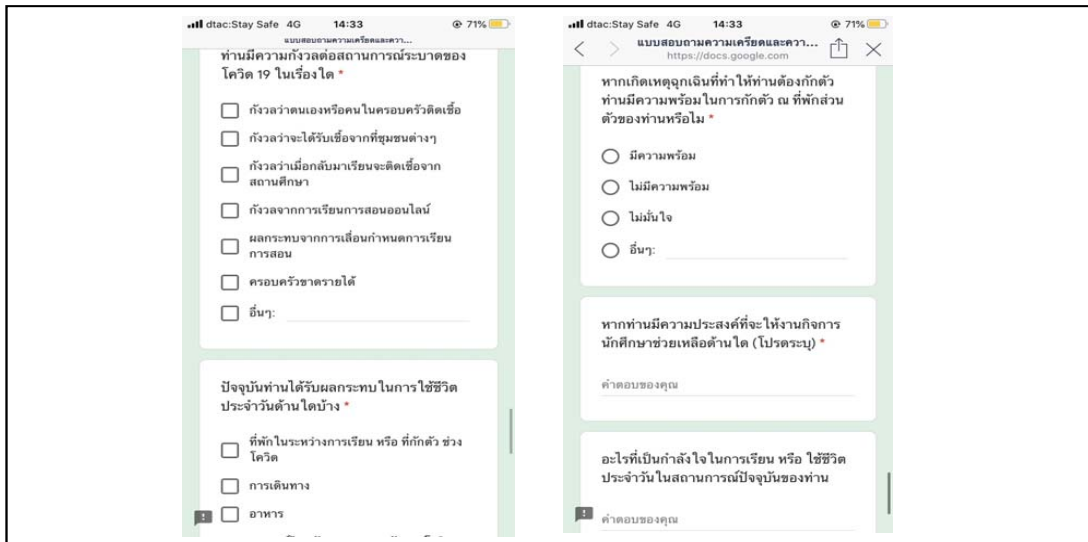 dtac:Stay Safe 4G 14:33 71%
แบบสอบถามความเครียดและควา...
ท่านมีความกังวลต่อสถานการณ์ระบาดของ
โควิด 19 ในเรื่องใด *
กังวลว่าตนเองหรือคนในครอบครัวติดเชื้อ
กังวลว่าจะได้รับเชื้อจากที่ชุมชนต่างๆ
กังวลว่าเมื่อกลับมาเรียนจะติดเชื้อจาก
สถานศึกษา
กังวลจากการเรียนการสอนออนไลน์
ผลกระทบจากการเลื่อนกำหนดการเรียน
การสอน
ครอบครัวขาดรายได้
อื่นๆ:
ปัจจุบันท่านได้รับผลกระทบในการใช้ชีวิต
ประจำวันด้านใดบ้าง *
ที่พักในระหว่างการเรียน หรือ ที่กักตัว ช่วง
โควิด
การเดินทาง
อาหาร
dtac:Stay Safe 4G 14:33 71%
แบบสอบถามความเครียดและควา...
https://docs.google.com
หากเกิดเหตุฉุกเฉินที่ทำให้ท่านต้องกักตัว
ท่านมีความพร้อมในการกักตัว ณ ที่พักส่วน
ตัวของท่านหรือไม *
มีความพร้อม
ไม่มีความพร้อม
ไม่มั่นใจ
อื่นๆ:
หากท่านมีความประสงค์ที่จะให้งานกิจการ
นักศึกษาช่วยเหลือด้านใด (โปรดระบุ) *
คำตอบของคุณ
อะไรที่เป็นกำลังใจในการเรียน หรือ ใช้ชีวิต
ประจำวันในสถานการณ์ปัจจุบันของท่าน
คำตอบของคุณ